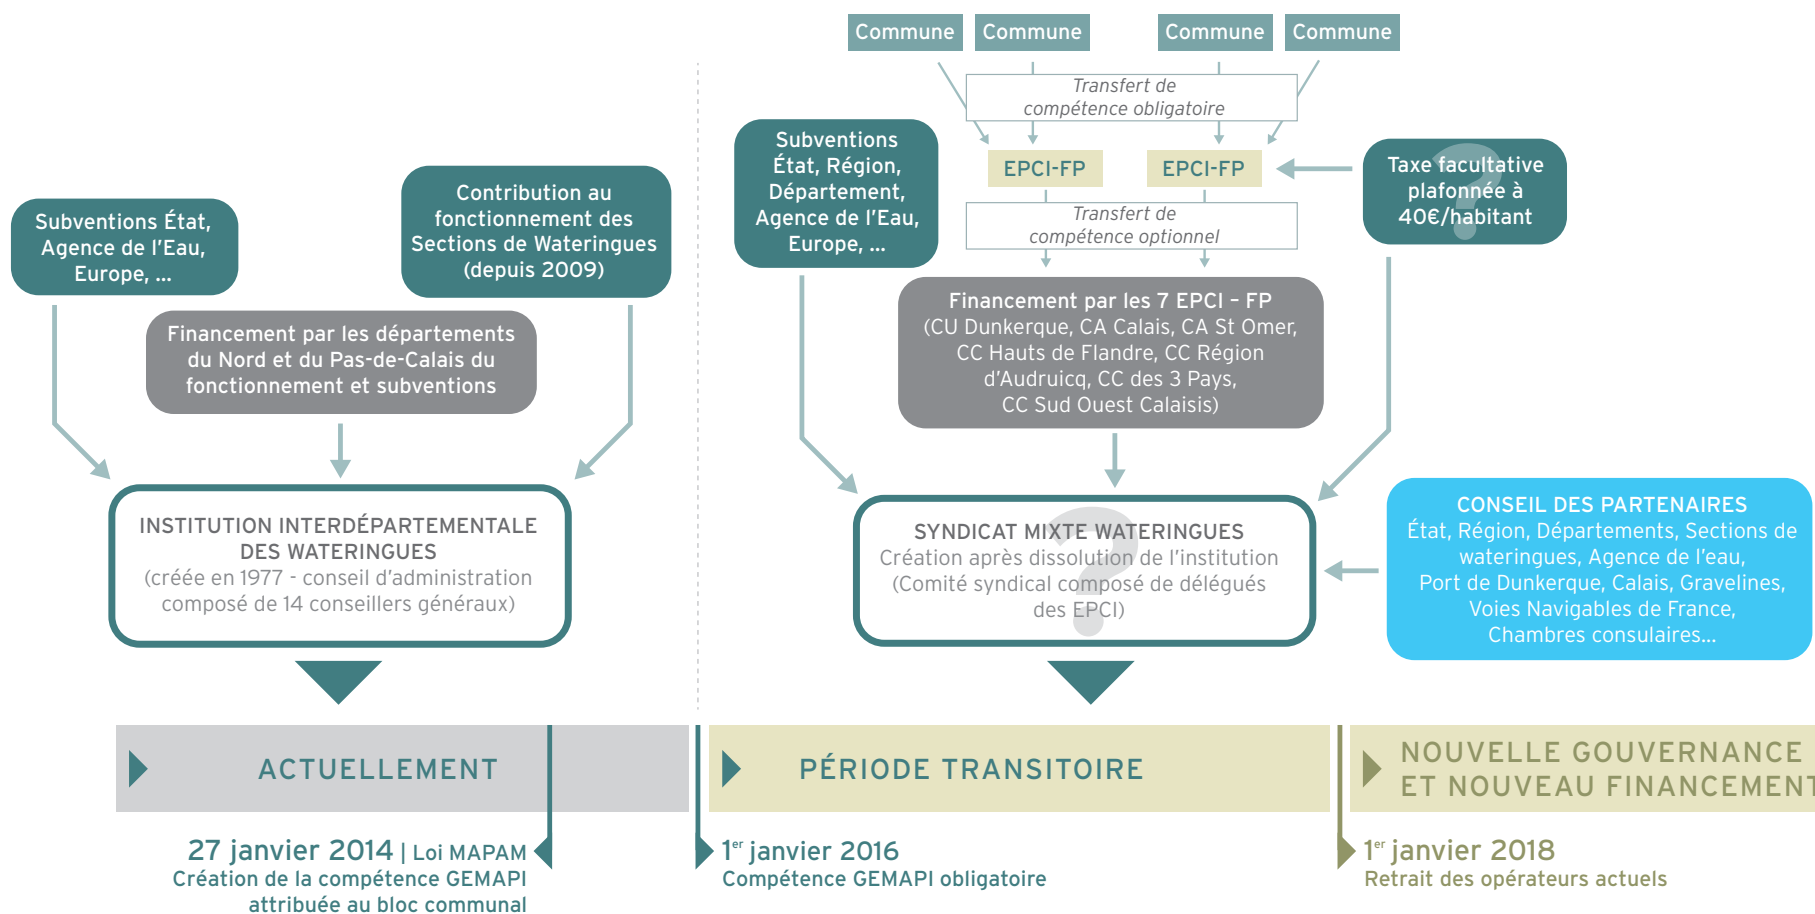 Commune
Commune
Commune
Commune
Transfert de
compétence obligatoire
EPCI-FP
EPCI-FP
Transfert de
compétence optionnel
Subventions État,
Agence de l'Eau,
Europe, ...
Contribution au
fonctionnement des
Sections de Wateringues
(depuis 2009)
Financement par les départements
du Nord et du Pas-de-Calais du
fonctionnement et subventions
INSTITUTION INTERDÉPARTEMENTALE
DES WATERINGUES
(créée en 1977 - conseil d'administration
composé de 14 conseillers généraux)
Subventions
État, Région,
Département,
Agence de l'Eau,
Europe, ...
?
Taxe facultative
plafonnée à
40€/habitant
Financement par les 7 EPCI – FP
(CU Dunkerque, CA Calais, CA St Omer,
CC Hauts de Flandre, CC Région
d'Audruicq, CC des 3 Pays,
CC Sud Ouest Calaisis)
?
SYNDICAT MIXTE WATERINGUES
Création après dissolution de l'institution
(Comité syndical composé de délégués
des EPCI)
CONSEIL DES PARTENAIRES
État, Région, Départements, Sections de
wateringues, Agence de l'eau,
Port de Dunkerque, Calais, Gravelines,
Voies Navigables de France,
Chambres consulaires...
ACTUELLEMENT
PÉRIODE TRANSITOIRE
NOUVELLE GOUVERNANCE
ET NOUVEAU FINANCEMENT
27 janvier 2014 | Loi MAPAM
Création de la compétence GEMAPI
attribuée au bloc communal
1er janvier 2016
Compétence GEMAPI obligatoire
1er janvier 2018
Retrait des opérateurs actuels